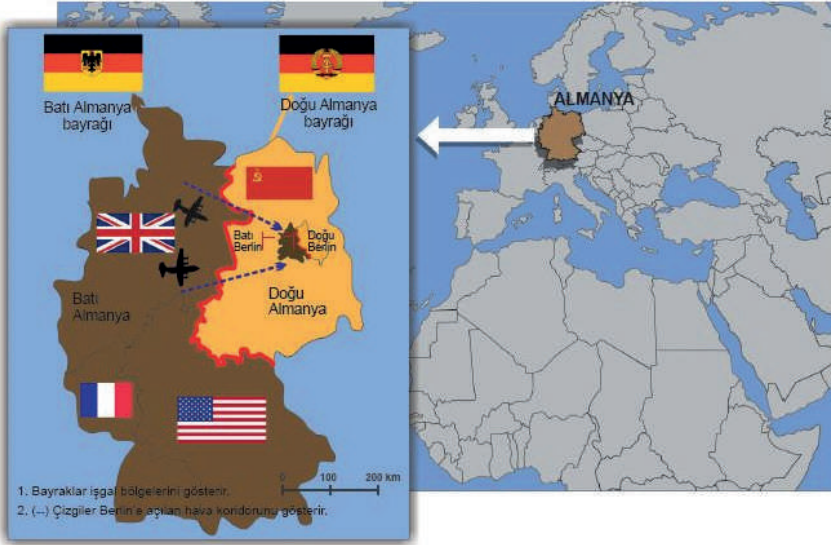 Batı Almanya
bayrağı
Doğu Almanya
bayrağı
ALMANYA
Batı
Berlin
Doğu
Berlin
Batı
Almanya
Doğu
Almanya
0 100 200 km
1. Bayraklar işgal bölgelerini gösterir.
2. (--) Çizgiler Berlin'e açılan hava koridorunu gösterir.